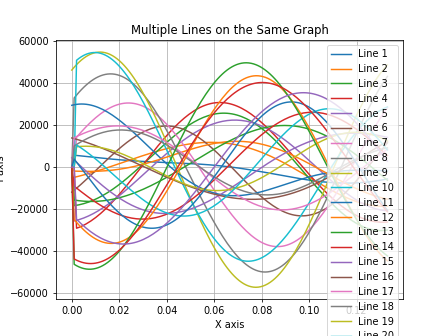 Multiple Lines on the Same Graph
60000
40000
20000
0
−20000
−40000
−60000
0.00
0.02
0.04
0.06
0.08
0.10
X axis
Line 1
Line 2
Line 3
Line 4
Line 5
Line 6
Line 7
Line 8
Line 9
Line 10
Line 11
Line 12
Line 13
Line 14
Line 15
Line 16
Line 17
Line 18
Line 19
Line 20